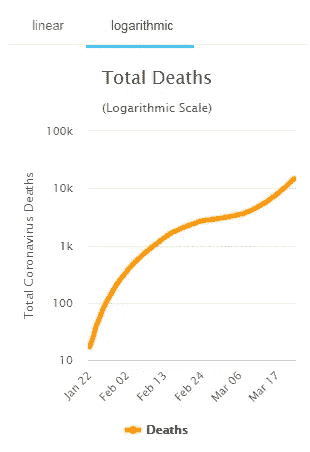 linear logarithmic
Total Deaths
(Logarithmic Scale)
Total Coronavirus Deaths
100k
10k
1k
100
10
Jan 22 Feb 02 Feb 13 Feb 24 Mar 06 Mar 17
Deaths